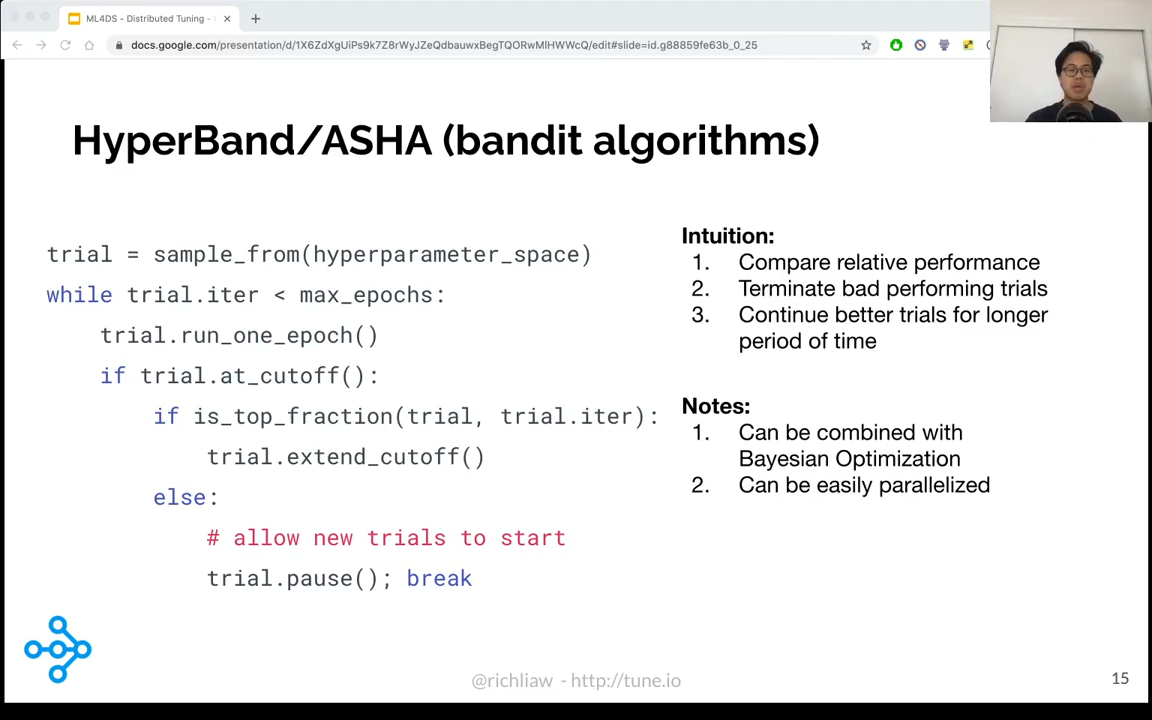 ML4DS - Distributed Tuning -
docs.google.com/presentation/d/1X6ZdXgUiPs9k7Z8rWyJZeQdbauwxBegTQORwMlHWWcQ/edit#slide=id.g88859fe63b_0_25
HyperBand/ASHA (bandit algorithms)
trial = sample_from(hyperparameter_space)
while trial.iter < max_epochs:
trial.run_one_epoch()
if trial.at_cutoff():
if is_top_fraction(trial, trial.iter):
trial.extend_cutoff()
else:
# allow new trials to start
trial.pause(); break
Intuition:
1. Compare relative performance
2. Terminate bad performing trials
3. Continue better trials for longer
period of time
Notes:
1. Can be combined with
Bayesian Optimization
2. Can be easily parallelized
@richliaw - http://tune.io
15